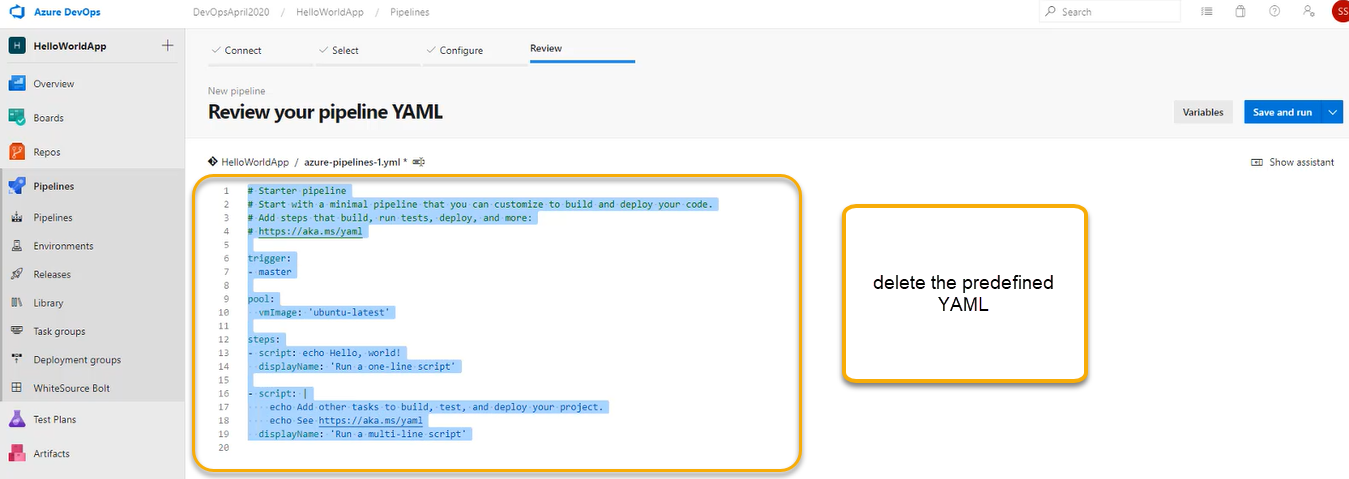 Azure DevOps
DevOpsApril2020 / HelloWorldApp / Pipelines
Search
SS
H HelloWorldApp
Overview
Boards
Repos
Pipelines
Pipelines
Environments
Releases
Library
Task groups
Deployment groups
WhiteSource Bolt
Test Plans
Artifacts
Connect
Select
Configure
Review
New pipeline
Review your pipeline YAML
Variables
Save and run
HelloWorldApp / azure-pipelines-1.yml *
Show assistant
1 # Starter pipeline
2 # Start with a minimal pipeline that you can customize to build and deploy your code.
3 # Add steps that build, run tests, deploy, and more:
4 # https://aka.ms/yaml
5
6 trigger:
7 - master
8
9 pool:
10   vmImage: 'ubuntu-latest'
11
12 steps:
13 - script: echo Hello, world!
14   displayName: 'Run a one-line script'
15
16 - script: |
17     echo Add other tasks to build, test, and deploy your project.
18     echo See https://aka.ms/yaml
19   displayName: 'Run a multi-line script'
20
delete the predefined
YAML